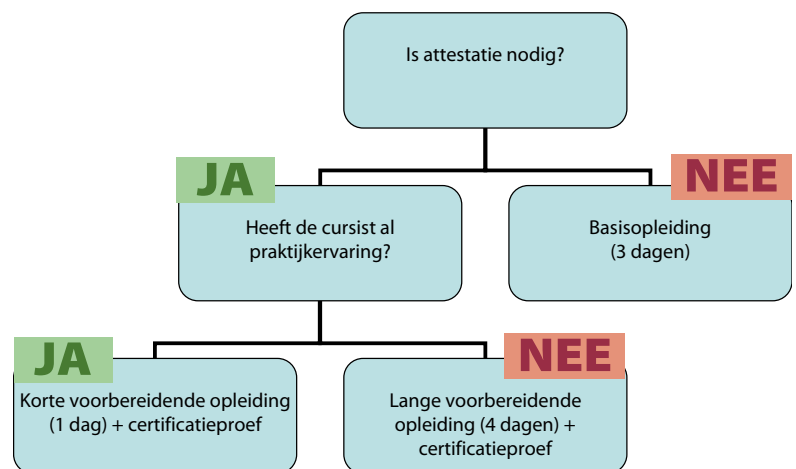 Is attestatie nodig?
JA
NEE
Heeft de cursist al
praktijkervaring?
Basisopleiding
(3 dagen)
JA
NEE
Korte voorbereidende opleiding
(1 dag) + certificatieproef
Lange voorbereidende
opleiding (4 dagen) +
certificatieproef